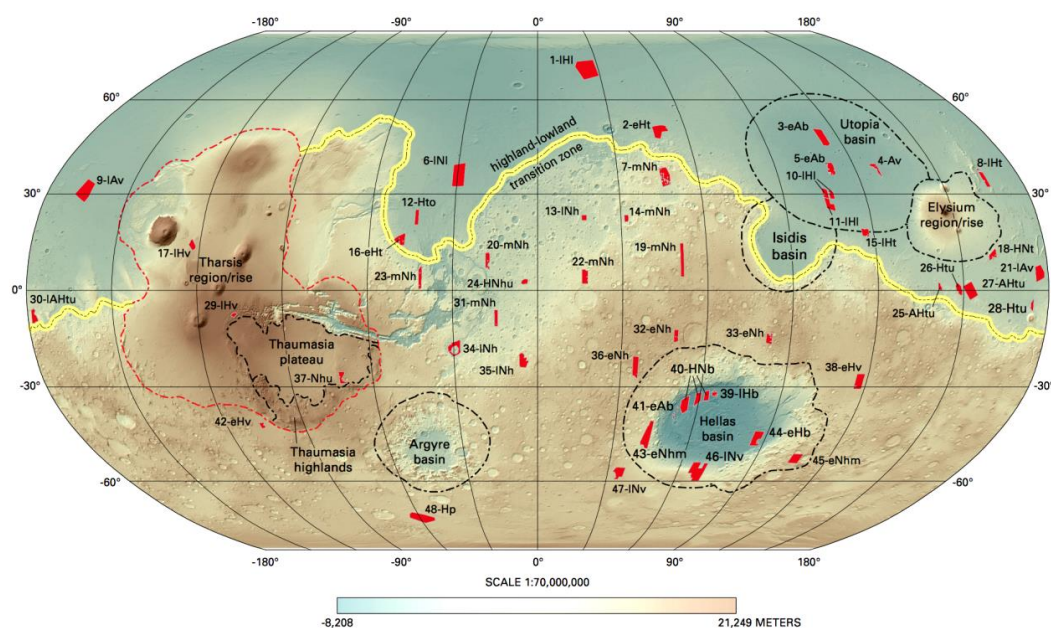 -180°
-90°
0°
90°
180°
1-lHl
60°
60°
2-eHt
highland-lowland
transition zone
3-eAb
Utopia
basin
5-eAb
4-Av
6-lNl
7-mNh
8-lHt
9-lAv
10-lHl
30°
30°
12-Hto
13-lNh
14-mNh
11-lHl
Elysium
region/rise
15-lHt
16-eHt
17-lHv
Tharsis
region/rise
20-mNh
19-mNh
Isidis
basin
18-HNt
22-mNh
23-mNh
24-HNhu
26-Htu
21-lAv
27-AHtu
0°
0°
30-lAHtu
29-lHv
31-mNh
25-AHtu
28-Htu
32-eNh
33-eNh
Thaumasia
plateau
34-lNh
35-lNh
36-eNh
37-Nhu
38-eHv
40-HNb
39-lHb
-30°
-30°
41-eAb
42-eHv
Hellas
basin
44-eHb
Thaumasia
highlands
Argyre
basin
43-eNhm
46-lNv
45-eNhm
47-lNv
-60°
-60°
48-Hp
-180°
-90°
0°
90°
180°
SCALE 1:70,000,000
-8,208
21,249 METERS